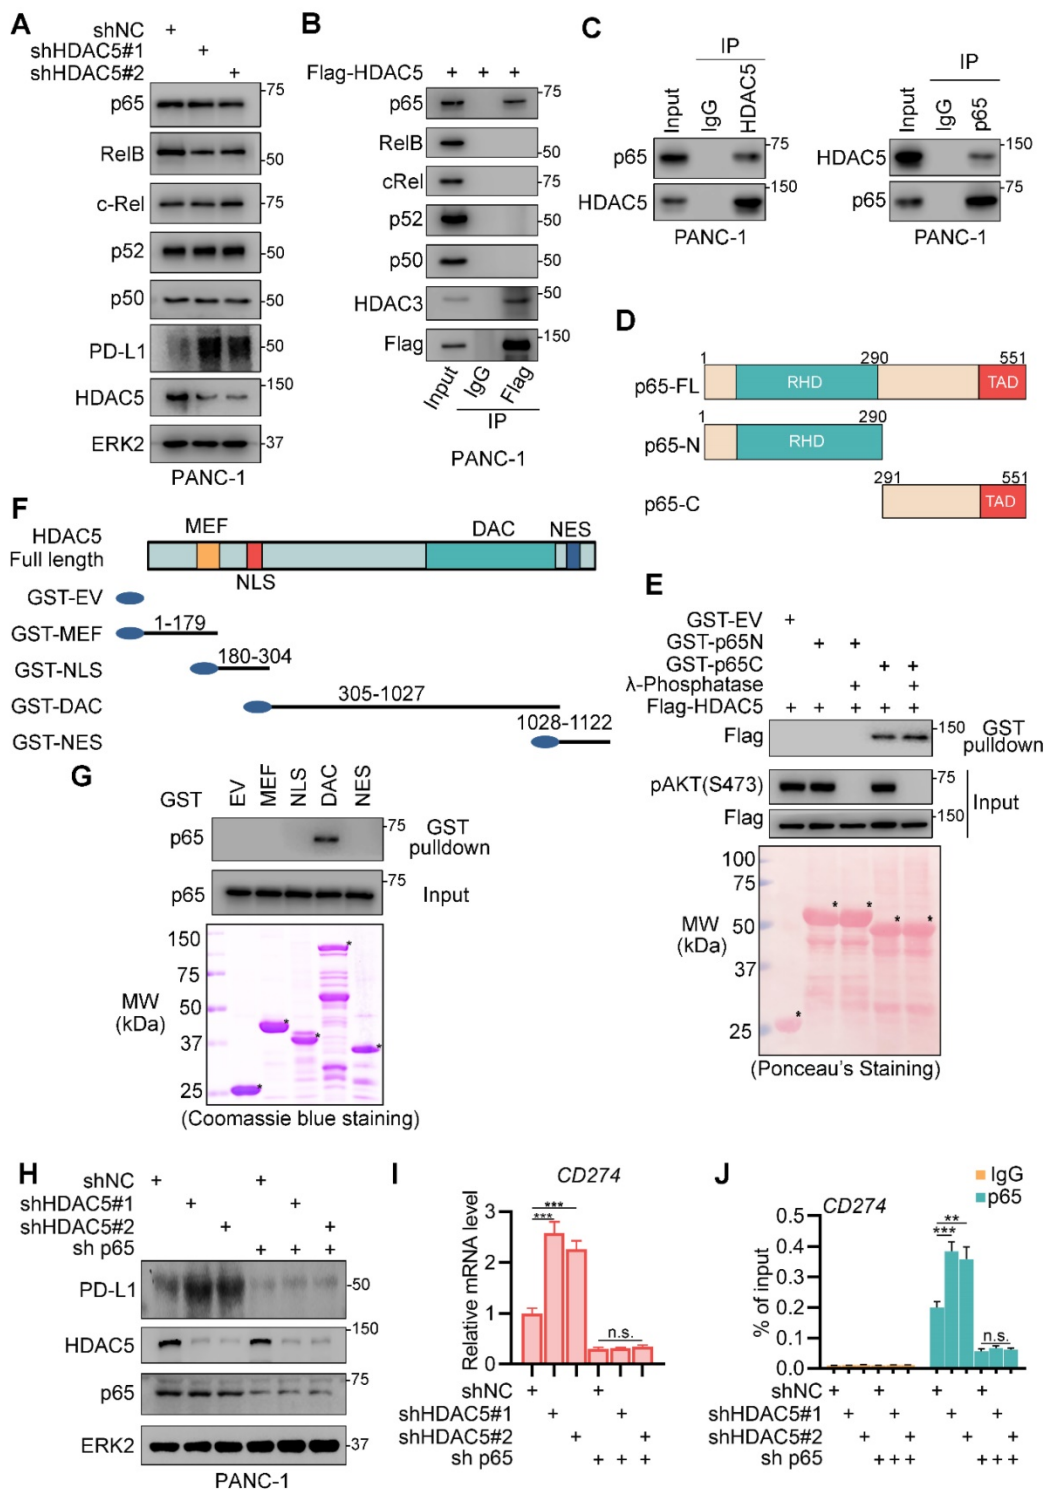 A
shNC +
shHDAC5#1 +
shHDAC5#2 +
p65 -75
RelB -50
c-Rel -75
p52 -50
p50 -50
PD-L1 -50
HDAC5 -150
ERK2 -37
PANC-1
B
Flag-HDAC5 + + +
p65 -75
RelB -50
cRel -75
p52 -50
p50 -50
HDAC3 -50
Flag -150
Input IgG Flag
IP
PANC-1
C
IP
Input IgG HDAC5
p65 -75
HDAC5 -150
PANC-1
IP
Input IgG p65
HDAC5 -150
p65 -75
PANC-1
D
1 290 551
p65-FL RHD TAD
1 290
p65-N RHD
291 551
p65-C TAD
F
MEF DAC NES
HDAC5
Full length
NLS
GST-EV
GST-MEF 1-179
GST-NLS 180-304
GST-DAC 305-1027
GST-NES 1028-1122
E
GST-EV +
GST-p65N + +
GST-p65C + +
λ-Phosphatase + +
Flag-HDAC5 + + + + +
Flag -150 GST
pulldown
pAKT(S473) -75
Input
Flag -150
100
75
MW
(kDa)
50
37
25
* * * * *
(Ponceau's Staining)
G
GST EV MEF NLS DAC NES
p65 -75 GST
pulldown
p65 -75 Input
150
75
50
MW
(kDa)
37
25
* * * * *
(Coomassie blue staining)
H
shNC + +
shHDAC5#1 + +
shHDAC5#2 + +
sh p65 + + +
PD-L1 -50
HDAC5 -150
p65 -75
ERK2 -37
PANC-1
I
CD274
Relative mRNA level
3
2
1
0
***
***
n.s.
shNC + +
shHDAC5#1 + +
shHDAC5#2 + +
sh p65 + + +
J
IgG
p65
CD274
% of input
0.5
0.4
0.3
0.2
0.1
0.0
**
***
n.s.
shNC + + + +
shHDAC5#1 + + + +
shHDAC5#2 + + + +
sh p65 +++ +++